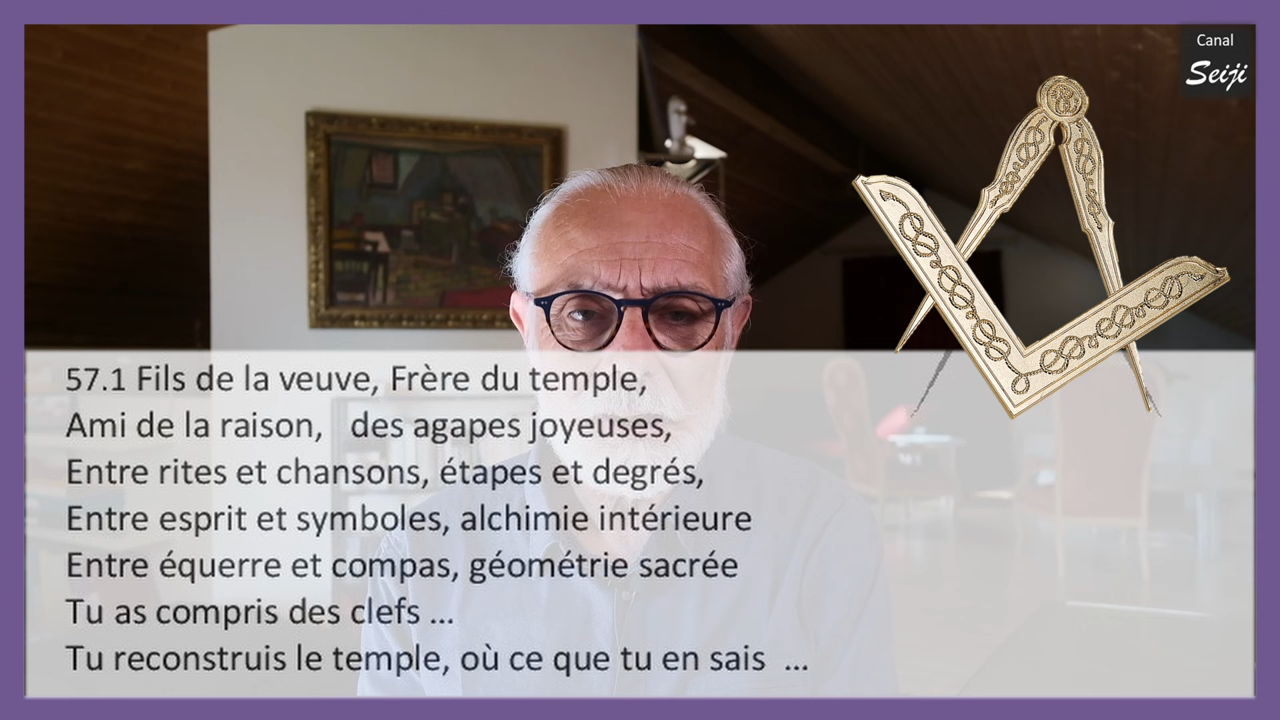 Canal
Seiji
57.1 Fils de la veuve, Frère du temple,
Ami de la raison, des agapes joyeuses,
Entre rites et chansons, étapes et degrés,
Entre esprit et symboles, alchimie intérieure
Entre équerre et compas, géométrie sacrée
Tu as compris des clefs ...
Tu reconstruis le temple, où ce que tu en sais ...